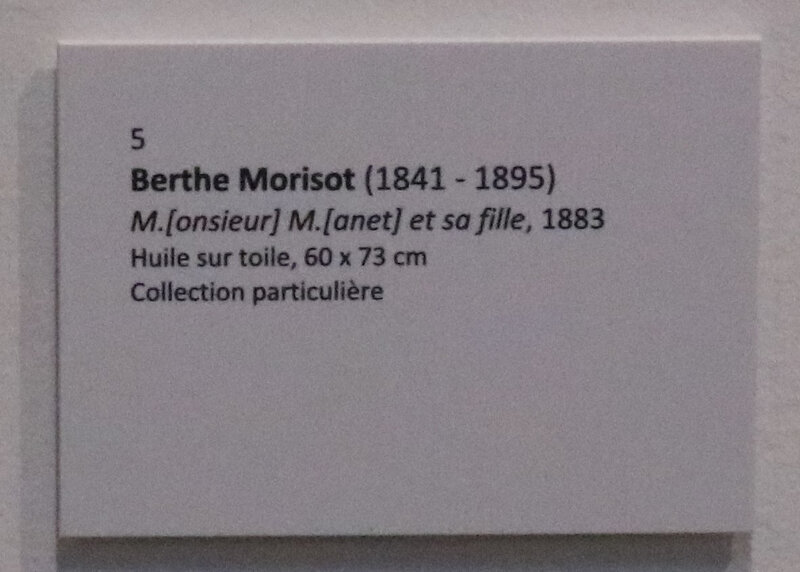 5
Berthe Morisot (1841 - 1895)
M.[onsieur] M.[anet] et sa fille, 1883
Huile sur toile, 60 x 73 cm
Collection particulière